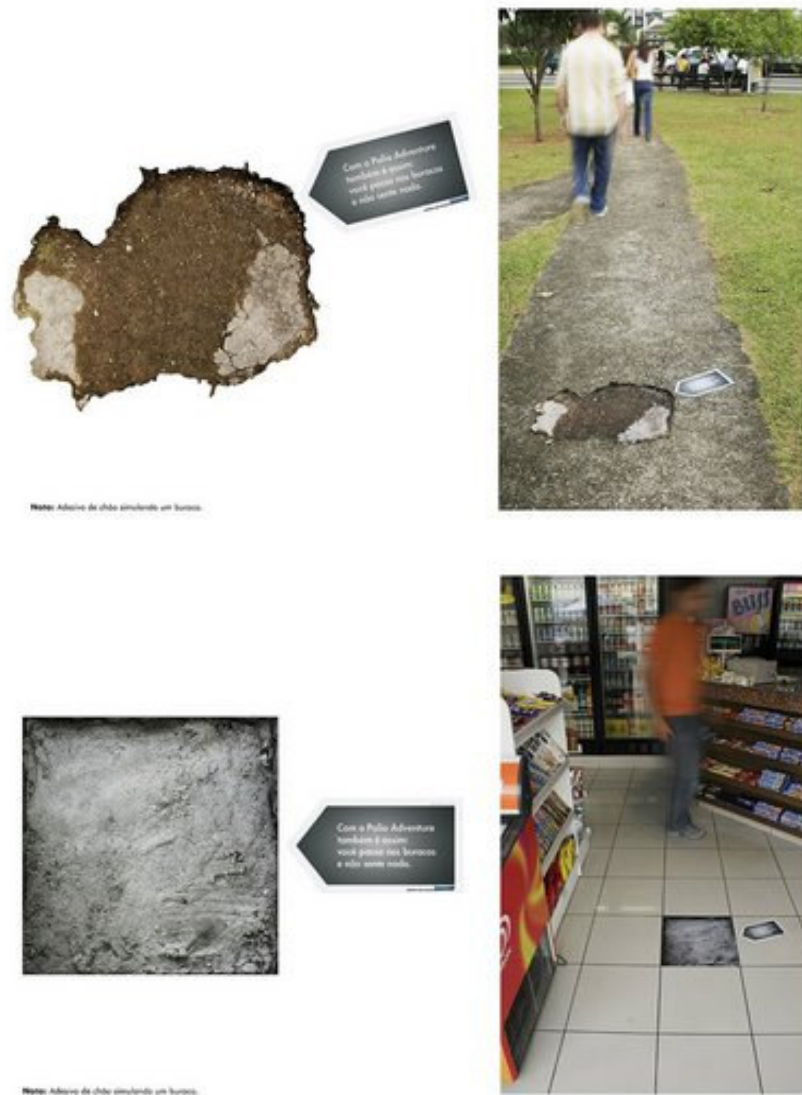 Com o Palio Adventure
também é assim:
você passa nos buracos
e não sente nada.
Nota: Adesivo de chão simulando um buraco.
BLISS
Com o Palio Adventure
também é assim:
você passa nos buracos
e não sente nada.
Nota: Adesivo de chão simulando um buraco.